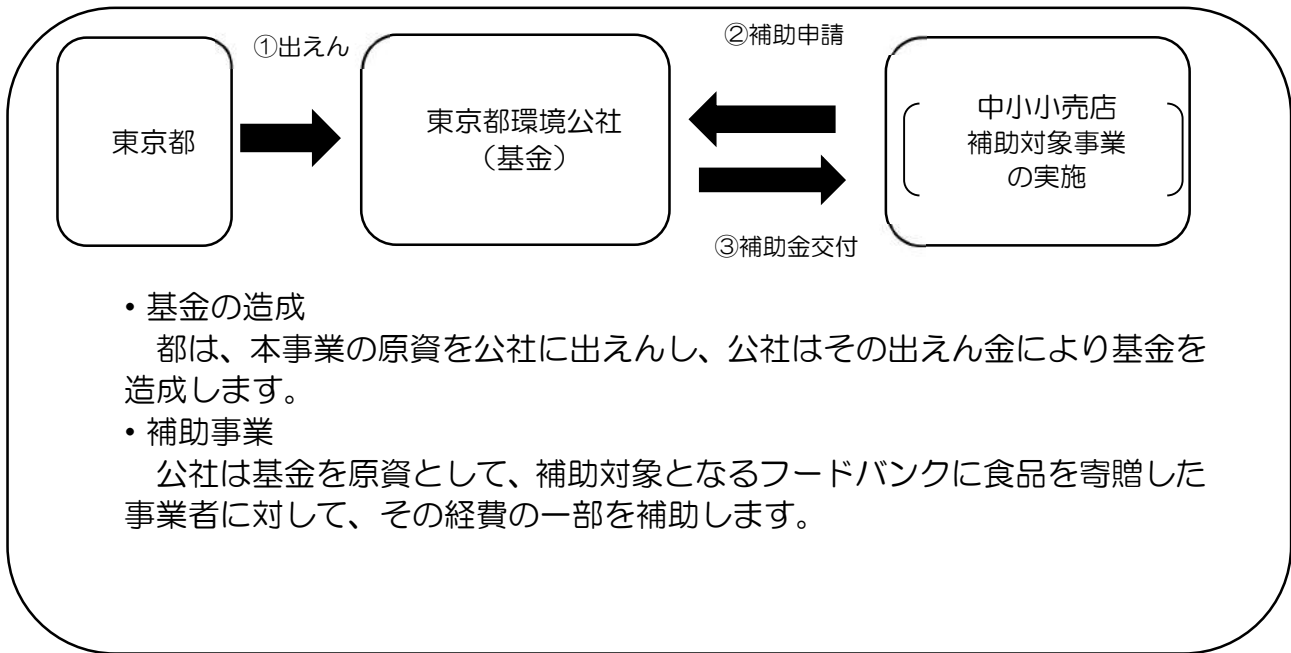 ①出えん
②補助申請
東京都
東京都環境公社
（基金）
中小小売店
補助対象事業
の実施
③補助金交付
・基金の造成
都は、本事業の原資を公社に出えんし、公社はその出えん金により基金を
造成します。
・補助事業
公社は基金を原資として、補助対象となるフードバンクに食品を寄贈した
事業者に対して、その経費の一部を補助します。